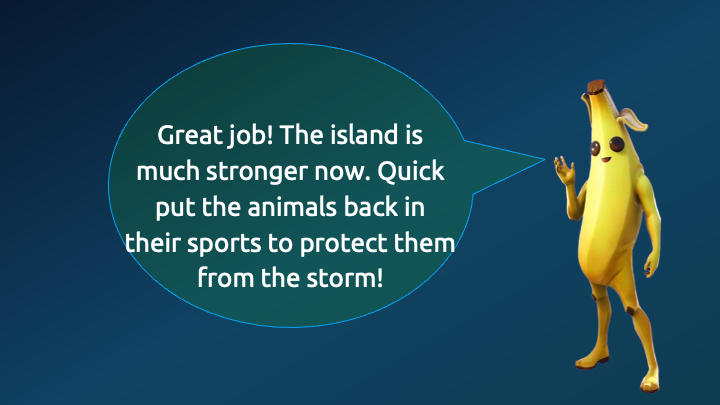 Great job! The island is
much stronger now. Quick
put the animals back in
their sports to protect them
from the storm!